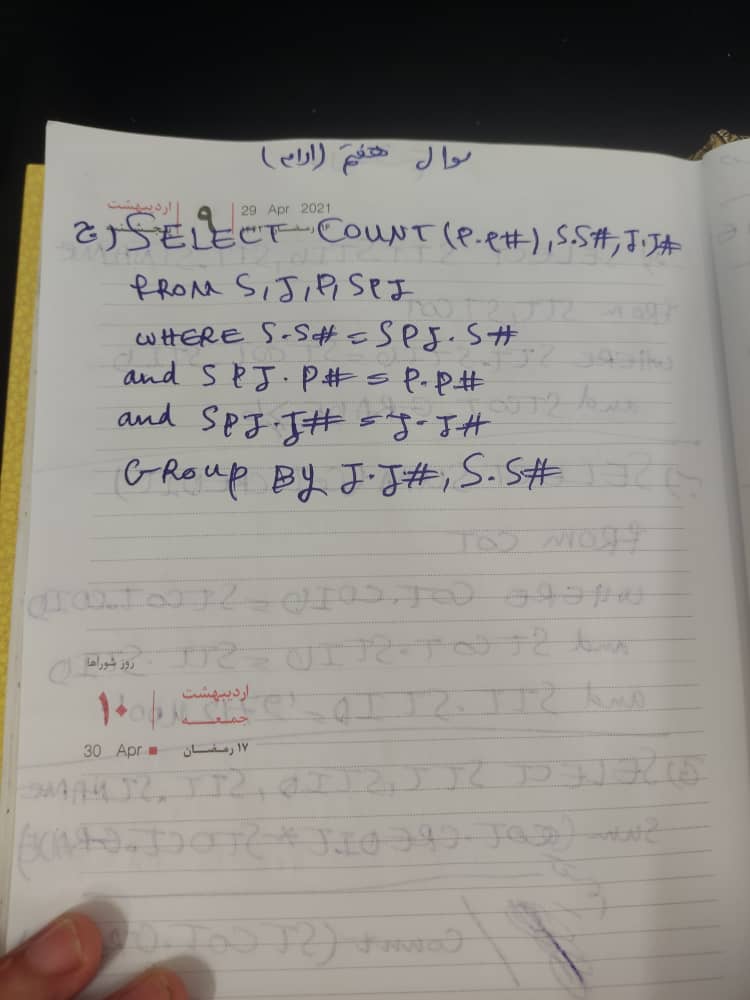 سوال هفتم (ادامه)
اردیبهشت
۹
29 Apr 2021
ج) SELECT COUNT(P.P#), S.S#, J.J#
FROM S, J, P, SPJ
WHERE S.S# = SPJ.S#
and SPJ.P# = P.P#
and SPJ.J# = J.J#
GROUP BY J.J#, S.S#
روز شوراها
۱۰
اردیبهشت
جمعه
30 Apr
۱۷ رمضان